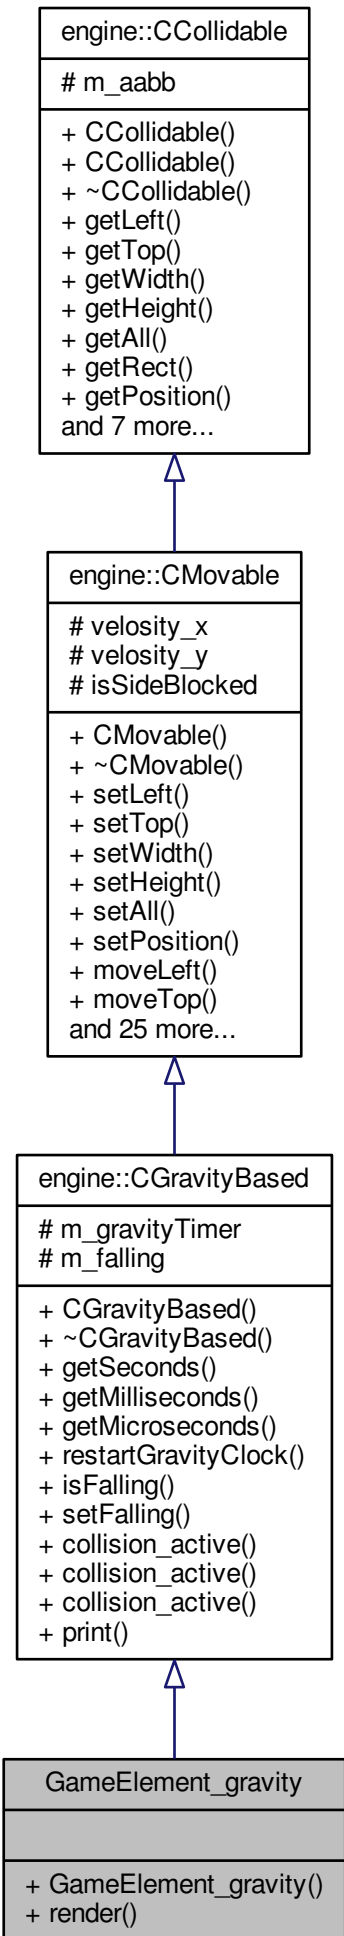 engine::CCollidable
# m_aabb
+ CCollidable()
+ CCollidable()
+ ~CCollidable()
+ getLeft()
+ getTop()
+ getWidth()
+ getHeight()
+ getAll()
+ getRect()
+ getPosition()
and 7 more...
engine::CMovable
# velosity_x
# velosity_y
# isSideBlocked
+ CMovable()
+ ~CMovable()
+ setLeft()
+ setTop()
+ setWidth()
+ setHeight()
+ setAll()
+ setPosition()
+ moveLeft()
+ moveTop()
and 25 more...
engine::CGravityBased
# m_gravityTimer
# m_falling
+ CGravityBased()
+ ~CGravityBased()
+ getSeconds()
+ getMilliseconds()
+ getMicroseconds()
+ restartGravityClock()
+ isFalling()
+ setFalling()
+ collision_active()
+ collision_active()
+ collision_active()
+ print()
GameElement_gravity
+ GameElement_gravity()
+ render()